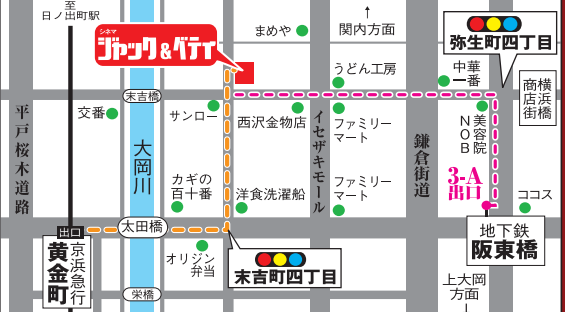 至
日ノ出町駅
シネマ
ジャック&ベティ
まめや
↑
関内方面
弥生町四丁目
うどん工房
中華
一番
横浜橋
商店街
末吉橋
交番
サンロー
西沢金物店
ファミリー
マート
美容院
NOB
平戸桜木道路
大岡川
イセザキモール
鎌倉街道
3-A
出口
カギの
百十番
洋食洗濯船
ファミリー
マート
ココス
出口
太田橋
地下鉄
阪東橋
京浜急行
黄金町
オリジン
弁当
末吉町四丁目
栄橋
上大岡
方面